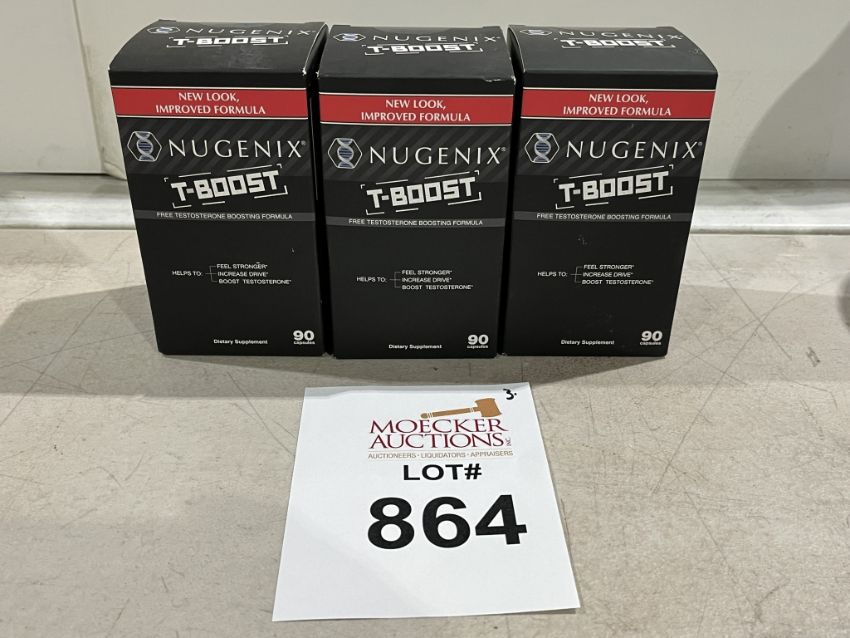 NUGENIX
T-BOOST
NEW LOOK,
IMPROVED FORMULA
NUGENIX®
T-BOOST
FREE TESTOSTERONE BOOSTING FORMULA
HELPS TO:
FEEL STRONGER*
INCREASE DRIVE*
BOOST TESTOSTERONE*
Dietary Supplement
90
capsules
NUGENIX
T-BOOST
NEW LOOK,
IMPROVED FORMULA
NUGENIX®
T-BOOST
FREE TESTOSTERONE BOOSTING FORMULA
HELPS TO:
FEEL STRONGER*
INCREASE DRIVE*
BOOST TESTOSTERONE*
Dietary Supplement
90
capsules
NUGENIX
T-BOOST
NEW LOOK,
IMPROVED FORMULA
NUGENIX®
T-BOOST
FREE TESTOSTERONE BOOSTING FORMULA
HELPS TO:
FEEL STRONGER*
INCREASE DRIVE*
BOOST TESTOSTERONE*
Dietary Supplement
90
capsules
3.
MOECKER
AUCTIONS INC.
AUCTIONEERS · LIQUIDATORS · APPRAISERS
LOT#
864